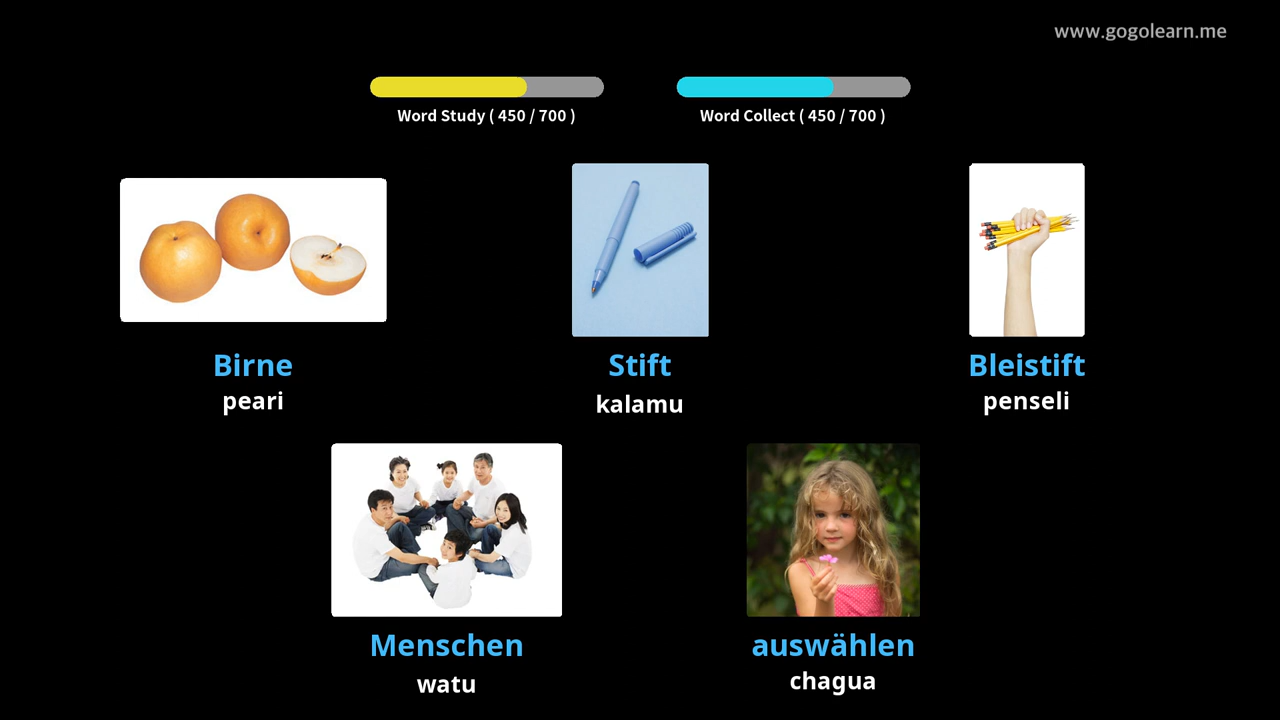 www.gogolearn.me
Word Study ( 450 / 700 )
Word Collect ( 450 / 700 )
Birne
peari
Stift
kalamu
Bleistift
penseli
Menschen
watu
auswählen
chagua